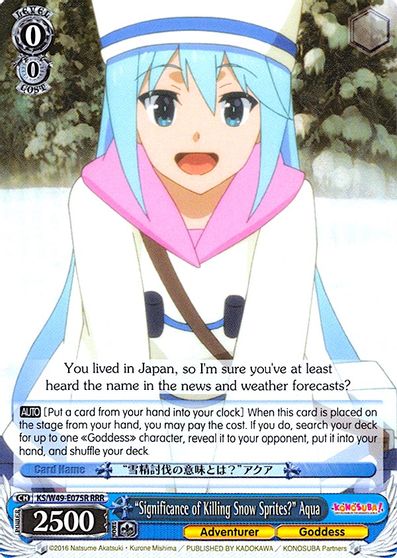 LEVEL
0
0
COST
You lived in Japan, so I'm sure you've at least
heard the name in the news and weather forecasts?
AUTO [Put a card from your hand into your clock] When this card is placed on
the stage from your hand, you may pay the cost. If you do, search your deck
for up to one «Goddess» character, reveal it to your opponent, put it into
your hand, and shuffle your deck
Card Name "雪精討伐の意味とは?" アクア
CH KS/W49-E075R RRR
"Significance of Killing Snow Sprites?" Aqua KONOSUBA!
POWER 2500
Adventurer Goddess
©2016 Natsume Akatsuki・Kurone Mishima / PUBLISHED BY KADOKAWA / KONOSUBA Partners